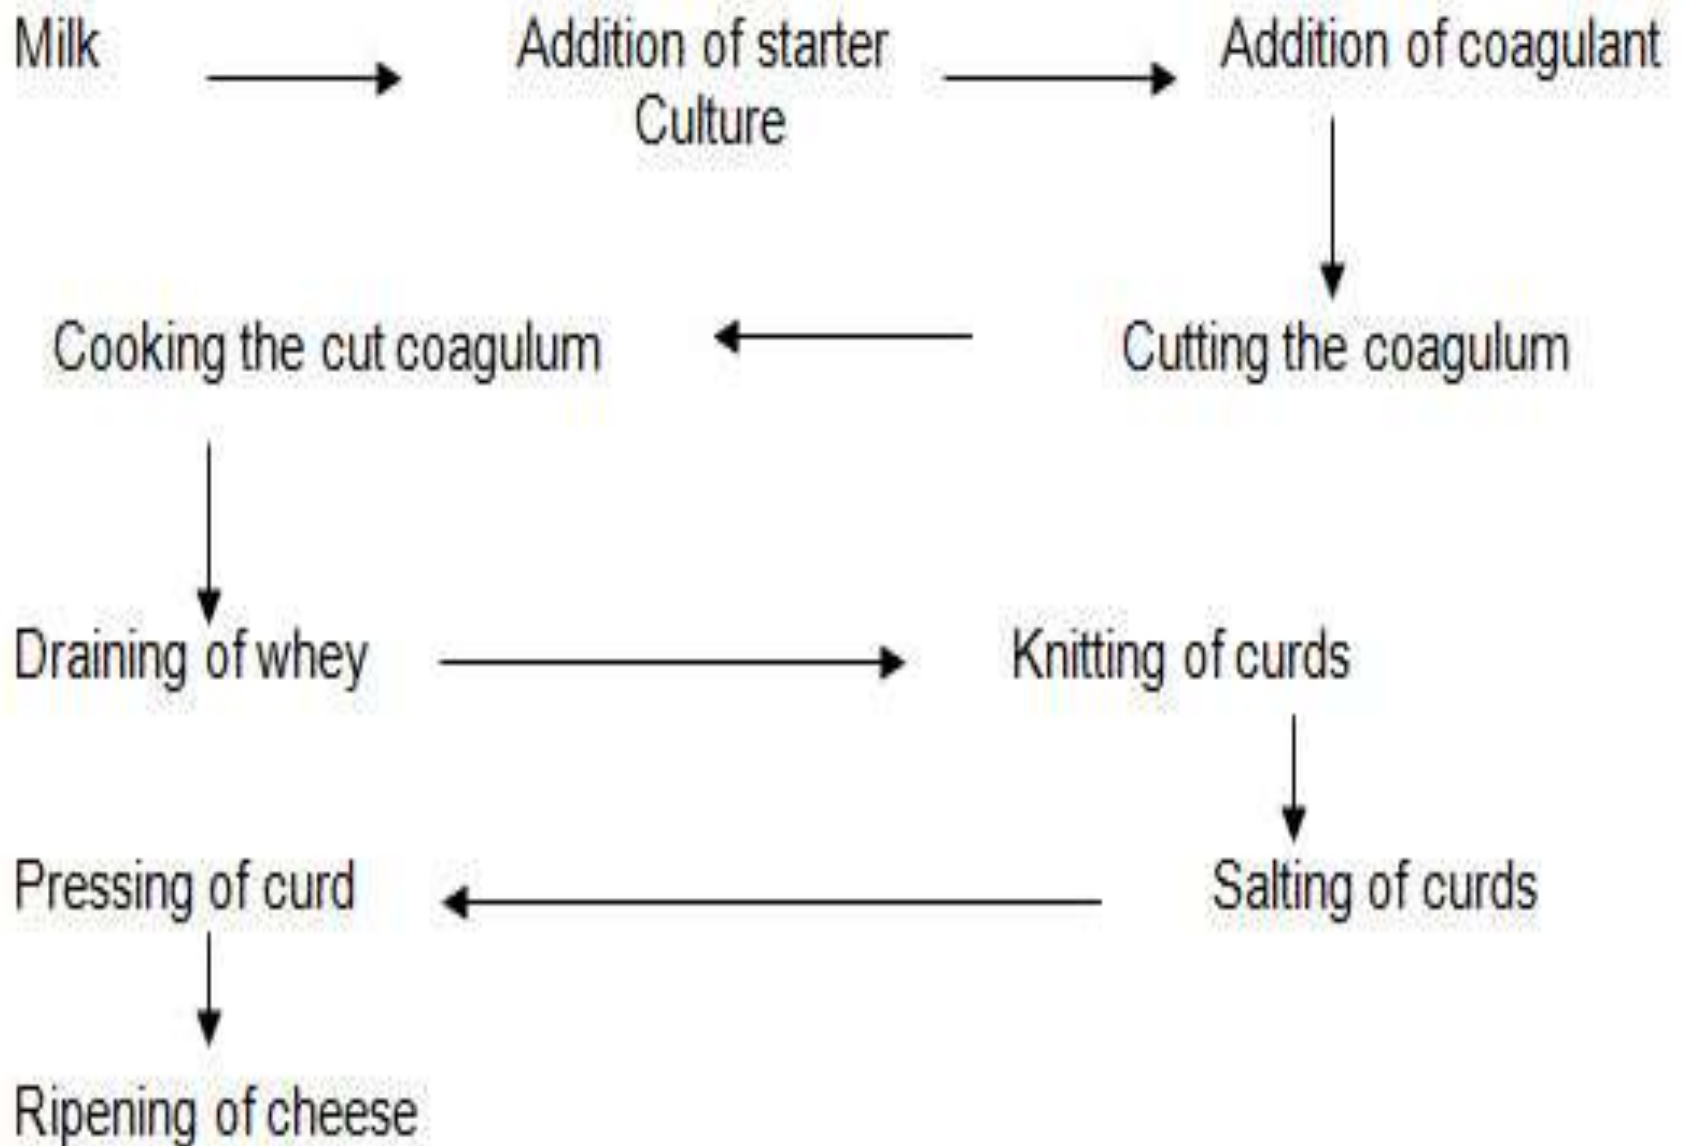 Milk
Addition of starter
Culture
Addition of coagulant
Cutting the coagulum
Cooking the cut coagulum
Draining of whey
Knitting of curds
Salting of curds
Pressing of curd
Ripening of cheese